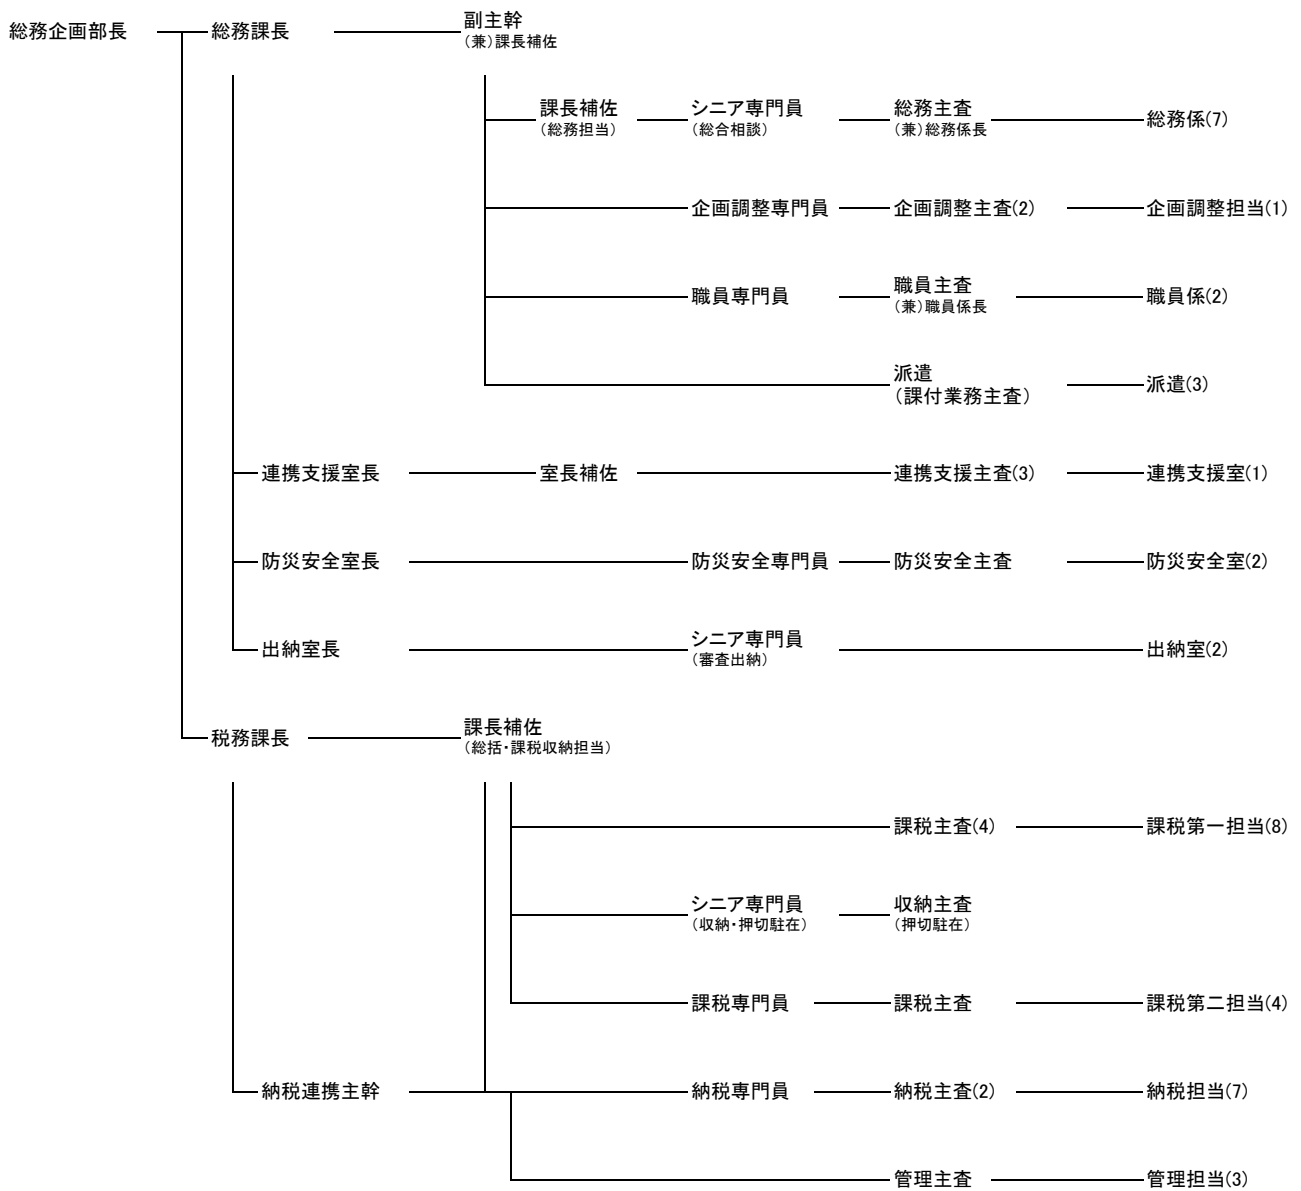 総務企画部長
総務課長
副主幹
（兼）課長補佐
課長補佐
（総務担当）
シニア専門員
（総合相談）
総務主査
（兼）総務係長
総務係(7)
企画調整専門員
企画調整主査(2)
企画調整担当(1)
職員専門員
職員主査
（兼）職員係長
職員係(2)
派遣
（課付業務主査）
派遣(3)
連携支援室長
室長補佐
連携支援主査(3)
連携支援室(1)
防災安全室長
防災安全専門員
防災安全主査
防災安全室(2)
出納室長
シニア専門員
（審査出納）
出納室(2)
税務課長
課長補佐
（総括・課税収納担当）
課税主査(4)
課税第一担当(8)
シニア専門員
（収納・押切駐在）
収納主査
（押切駐在）
課税専門員
課税主査
課税第二担当(4)
納税連携主幹
納税専門員
納税主査(2)
納税担当(7)
管理主査
管理担当(3)